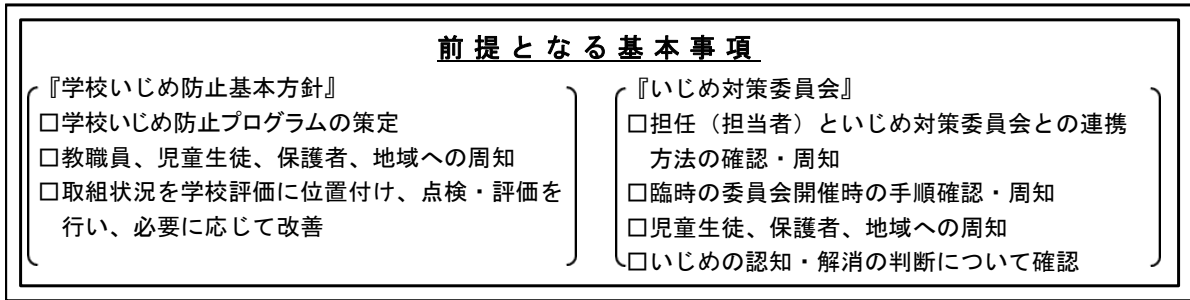 前提となる基本事項
『学校いじめ防止基本方針』
□学校いじめ防止プログラムの策定
□教職員、児童生徒、保護者、地域への周知
□取組状況を学校評価に位置付け、点検・評価を
行い、必要に応じて改善
『いじめ対策委員会』
□担任（担当者）といじめ対策委員会との連携
方法の確認・周知
□臨時の委員会開催時の手順確認・周知
□児童生徒、保護者、地域への周知
□いじめの認知・解消の判断について確認